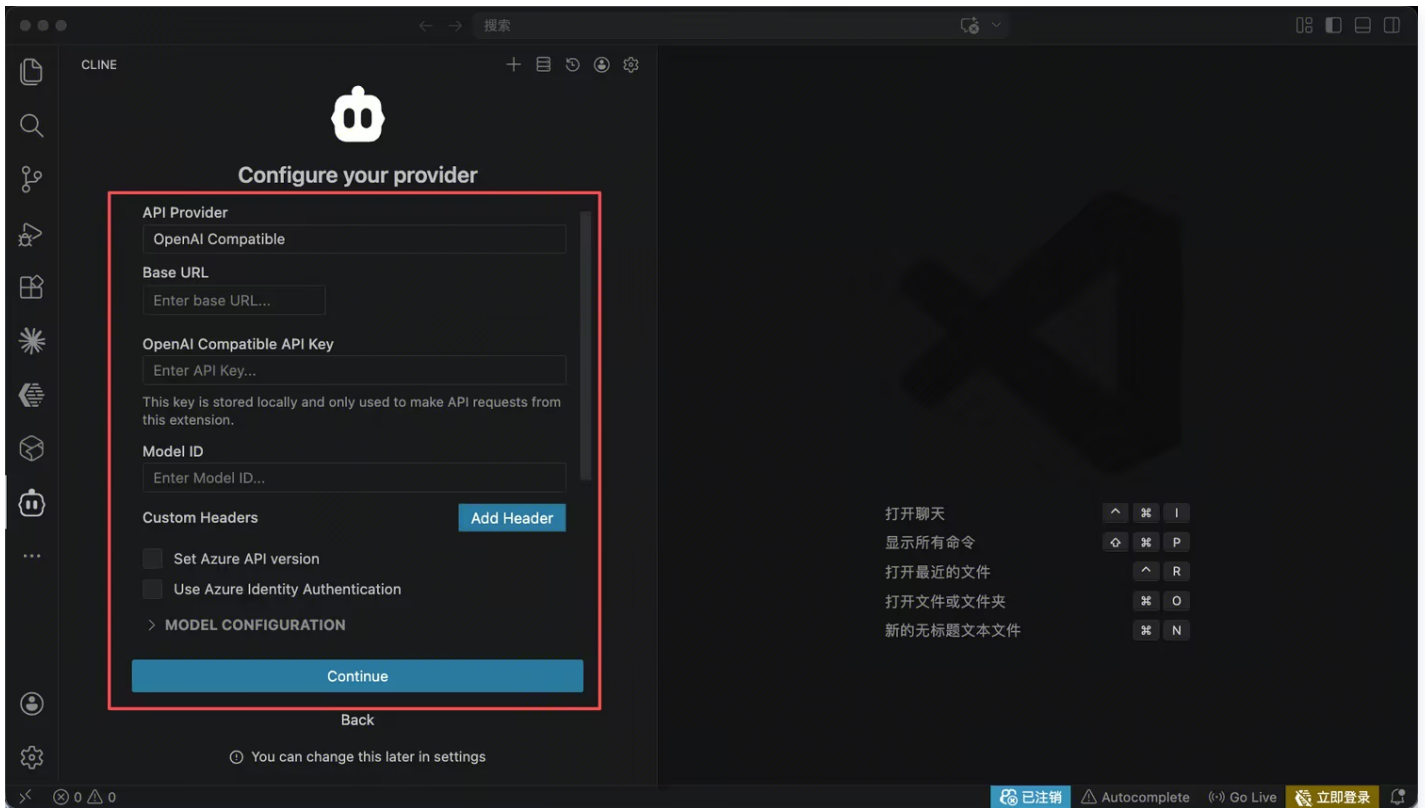 搜索
CLINE
Configure your provider
API Provider
OpenAI Compatible
Base URL
Enter base URL...
OpenAI Compatible API Key
Enter API Key...
This key is stored locally and only used to make API requests from
this extension.
Model ID
Enter Model ID...
Custom Headers
Add Header
Set Azure API version
Use Azure Identity Authentication
MODEL CONFIGURATION
Continue
Back
You can change this later in settings
打开聊天 ^ ⌘ I
显示所有命令 ⇧ ⌘ P
打开最近的文件 ^ R
打开文件或文件夹 ⌘ O
新的无标题文本文件 ⌘ N
0 0 已注销 Autocomplete Go Live 立即登录